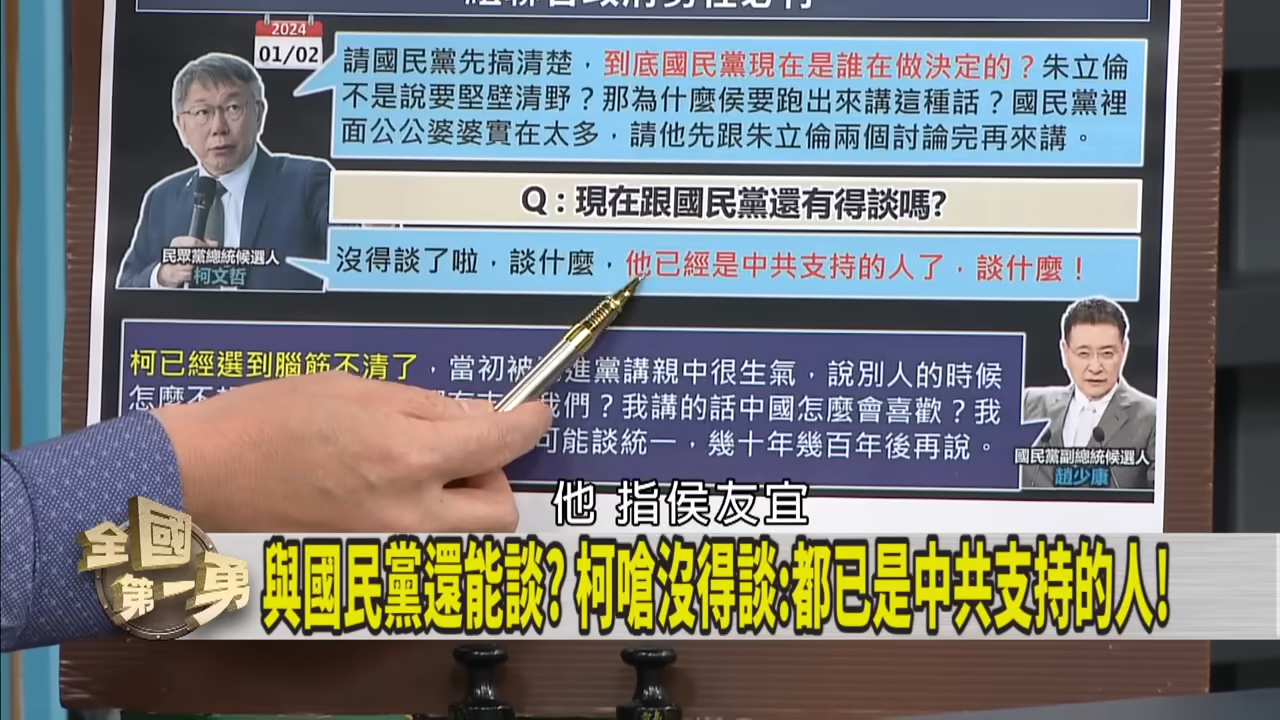 2024
01/02
請國民黨先搞清楚，到底國民黨現在是誰在做決定的？朱立倫
不是說要堅壁清野？那為什麼侯要跑出來講這種話？國民黨裡
面公公婆婆實在太多，請他先跟朱立倫兩個討論完再來講。
Q：現在跟國民黨還有得談嗎?
民眾黨總統候選人
柯文哲
沒得談了啦，談什麼，他已經是中共支持的人了，談什麼！
柯已經選到腦筋不清了，當初被 進黨講親中很生氣，說別人的時候
怎麼不 我們？我講的話中國怎麼會喜歡？我
可能談統一，幾十年幾百年後再說。
國民黨副總統候選人
趙少康
他 指侯友宜
全國第一勇
與國民黨還能談? 柯嗆沒得談:都已是中共支持的人!